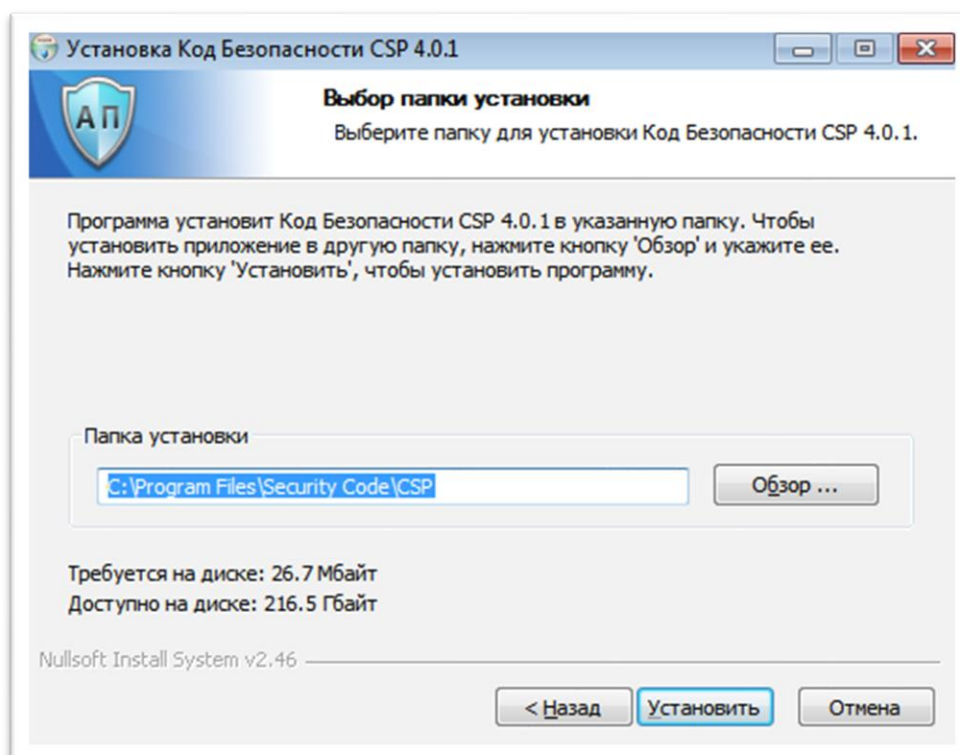 Установка Код Безопасности CSP 4.0.1
АП
Выбор папки установки
Выберите папку для установки Код Безопасности CSP 4.0.1.
Программа установит Код Безопасности CSP 4.0.1 в указанную папку. Чтобы
установить приложение в другую папку, нажмите кнопку 'Обзор' и укажите ее.
Нажмите кнопку 'Установить', чтобы установить программу.
Папка установки
C:\Program Files\Security Code\CSP
Обзор ...
Требуется на диске: 26.7 Мбайт
Доступно на диске: 216.5 Гбайт
Nullsoft Install System v2.46
< Назад
Установить
Отмена